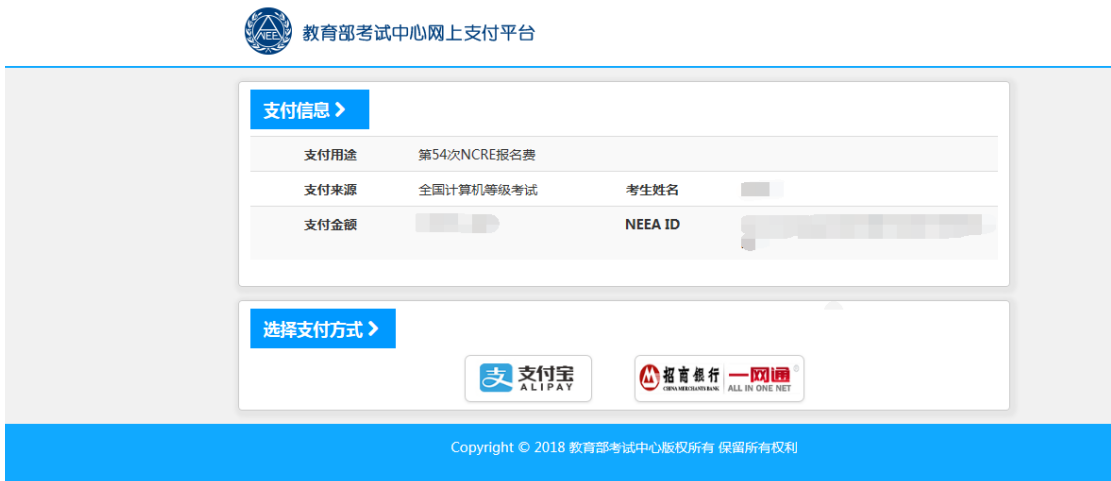 NEE
教育部考试中心网上支付平台
支付信息
支付用途 第54次NCRE报名费
支付来源 全国计算机等级考试 考生姓名
支付金额 NEEA ID
选择支付方式
支 支付宝 ALIPAY
招商银行 CHINA MERCHANTS BANK 一网通 ALL IN ONE NET
Copyright © 2018 教育部考试中心版权所有 保留所有权利